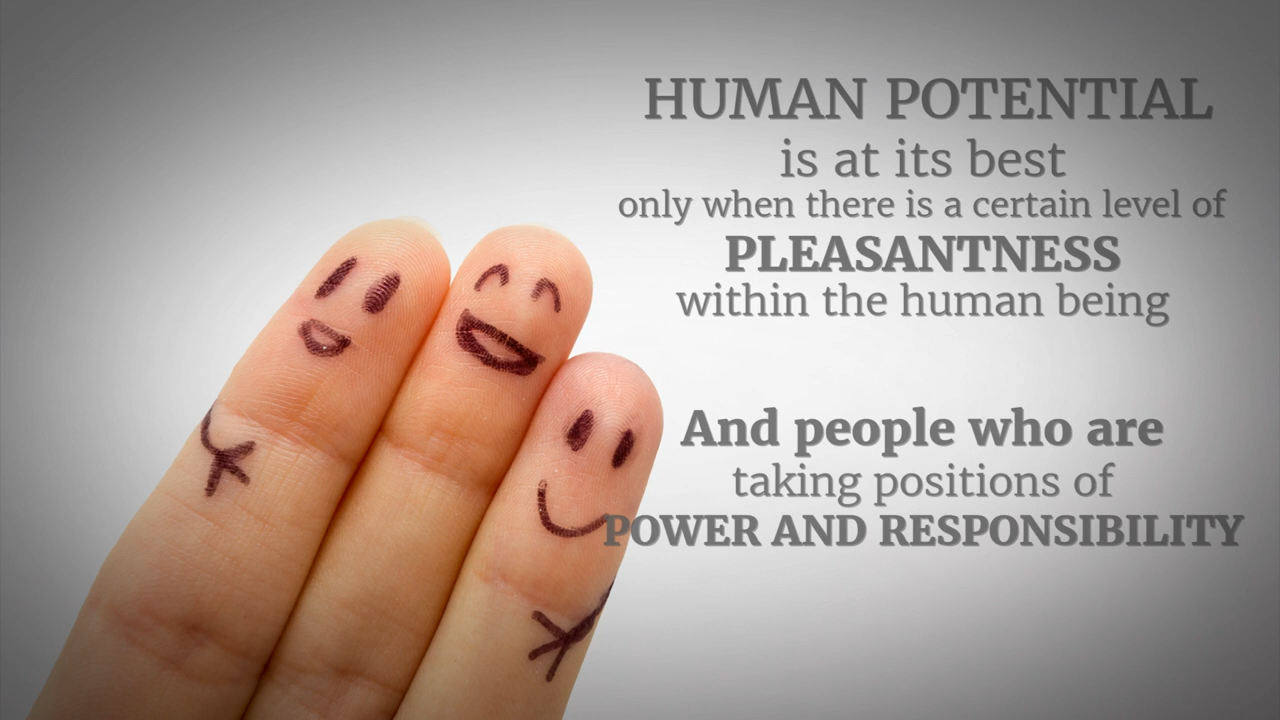 HUMAN POTENTIAL
is at its best
only when there is a certain level of
PLEASANTNESS
within the human being
And people who are
taking positions of
POWER AND RESPONSIBILITY